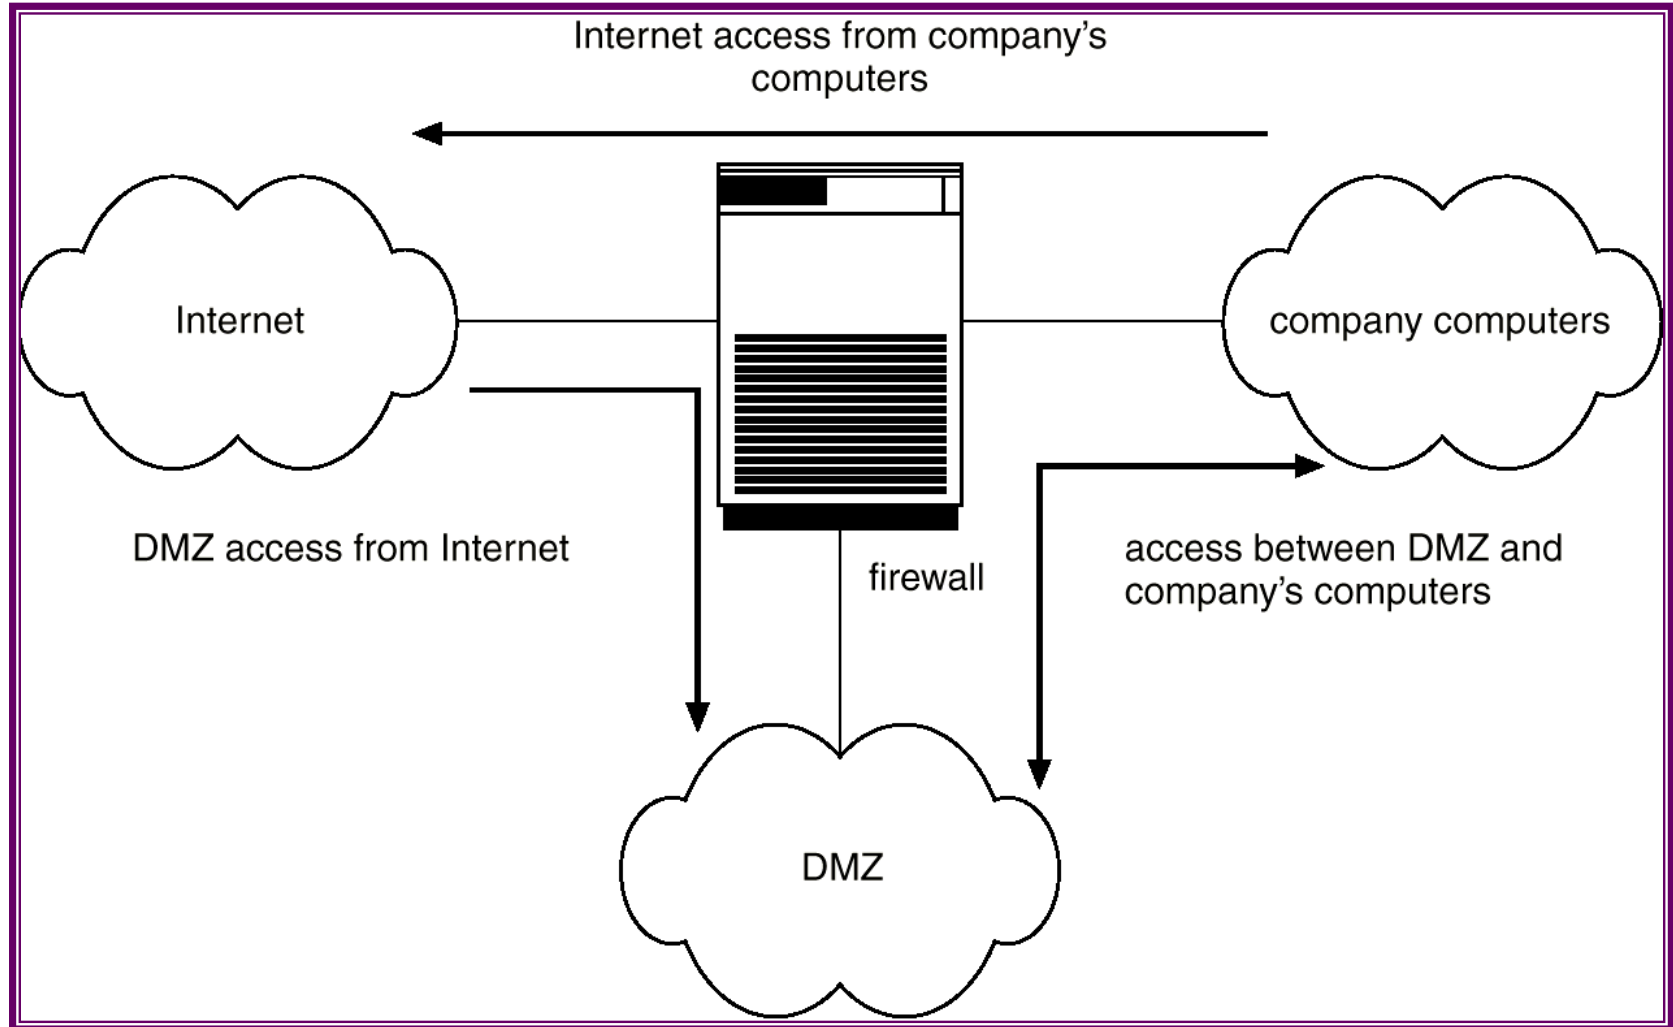 Internet access from company’s
computers
Internet
company computers
DMZ access from Internet
firewall
access between DMZ and
company’s computers
DMZ